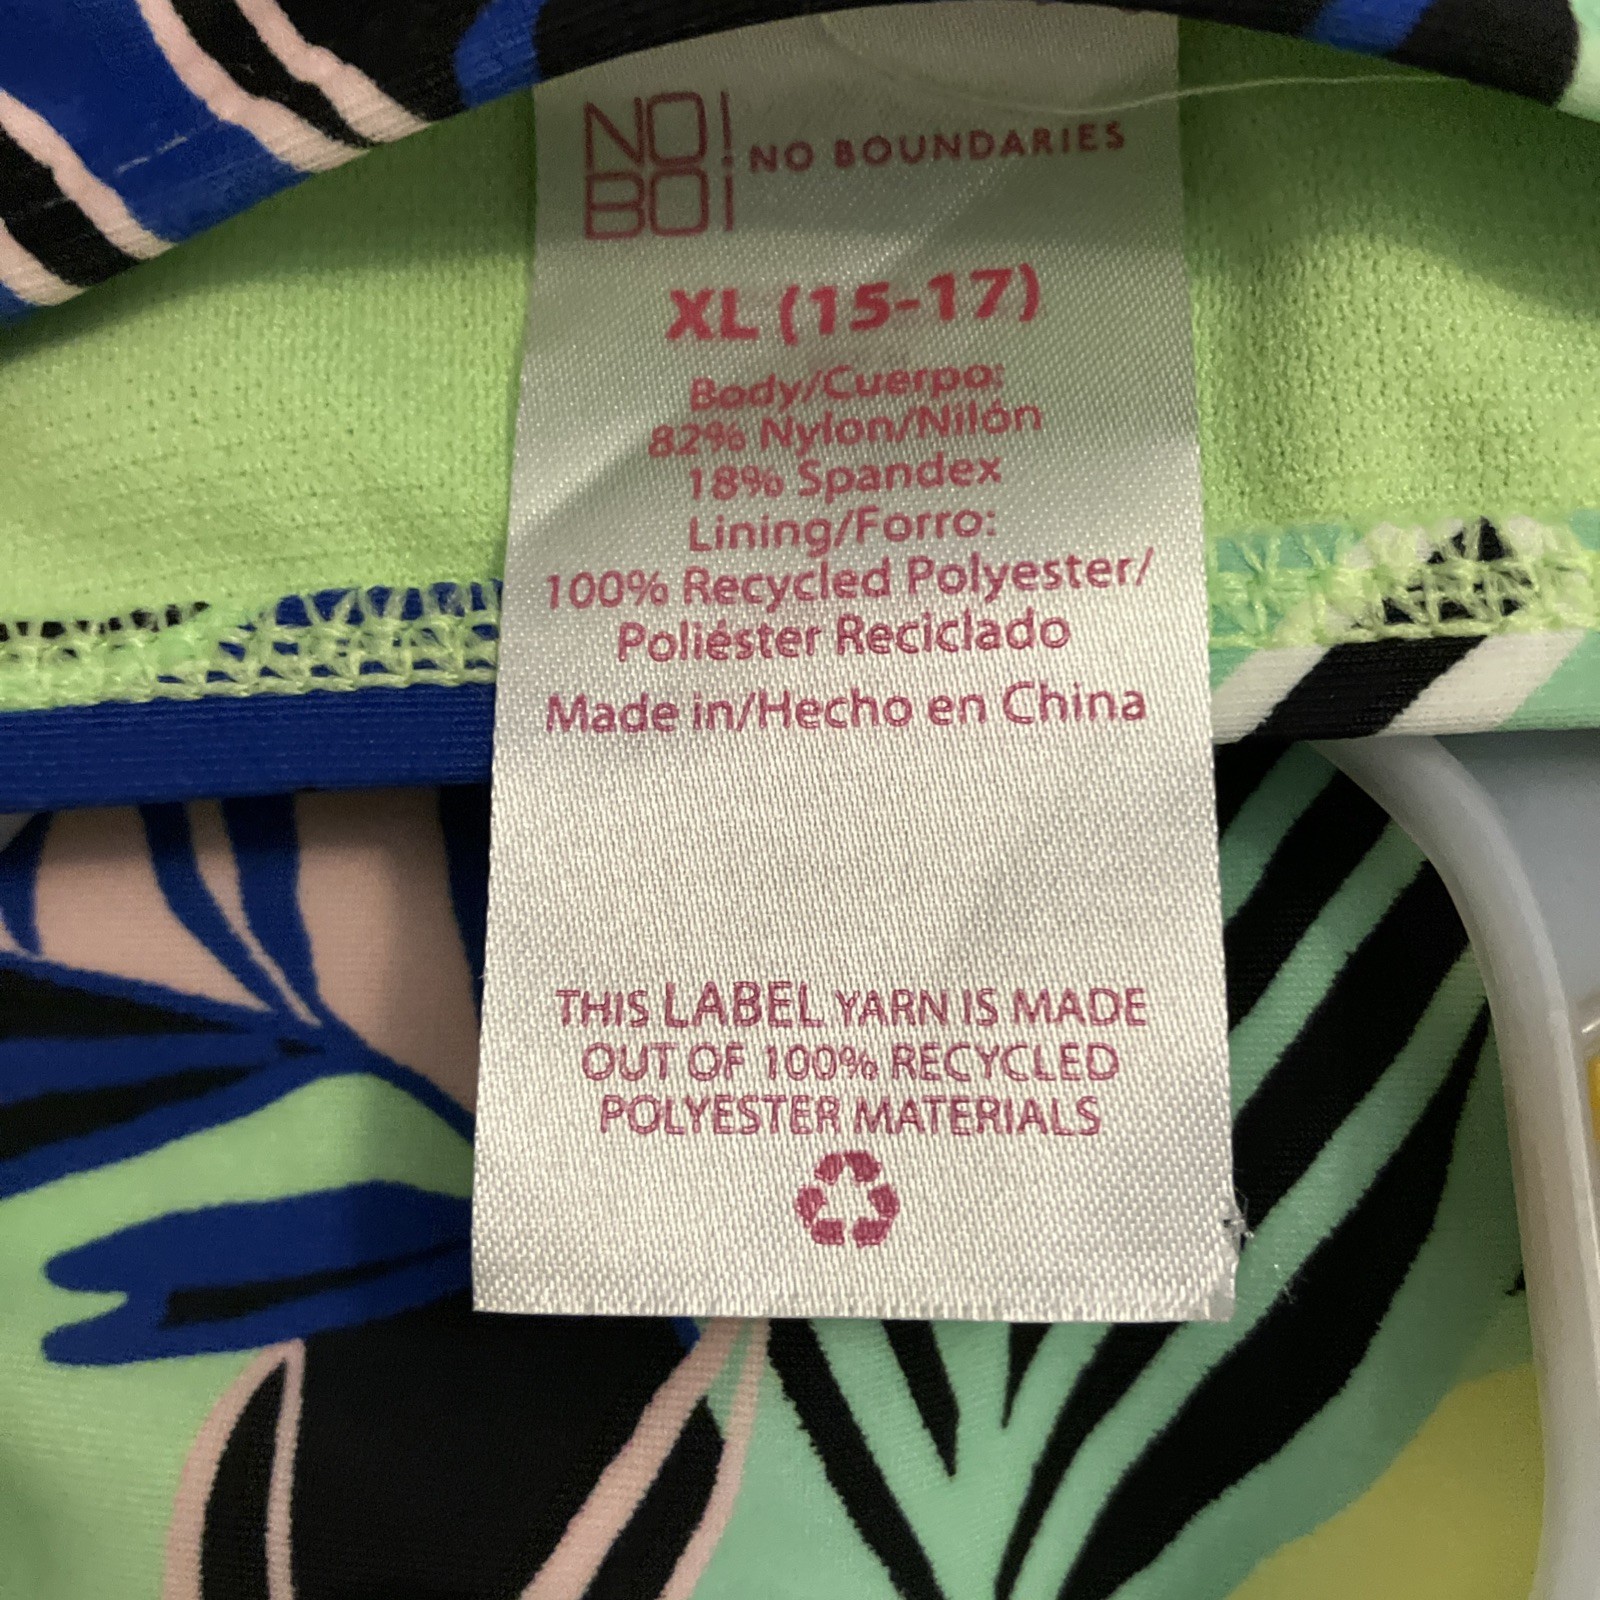 NO!
BO!
NO BOUNDARIES
XL (15-17)
Body/Cuerpo:
82% Nylon/Nilón
18% Spandex
Lining/Forro:
100% Recycled Polyester/
Poliéster Reciclado
Made in/Hecho en China
THIS LABEL YARN IS MADE
OUT OF 100% RECYCLED
POLYESTER MATERIALS